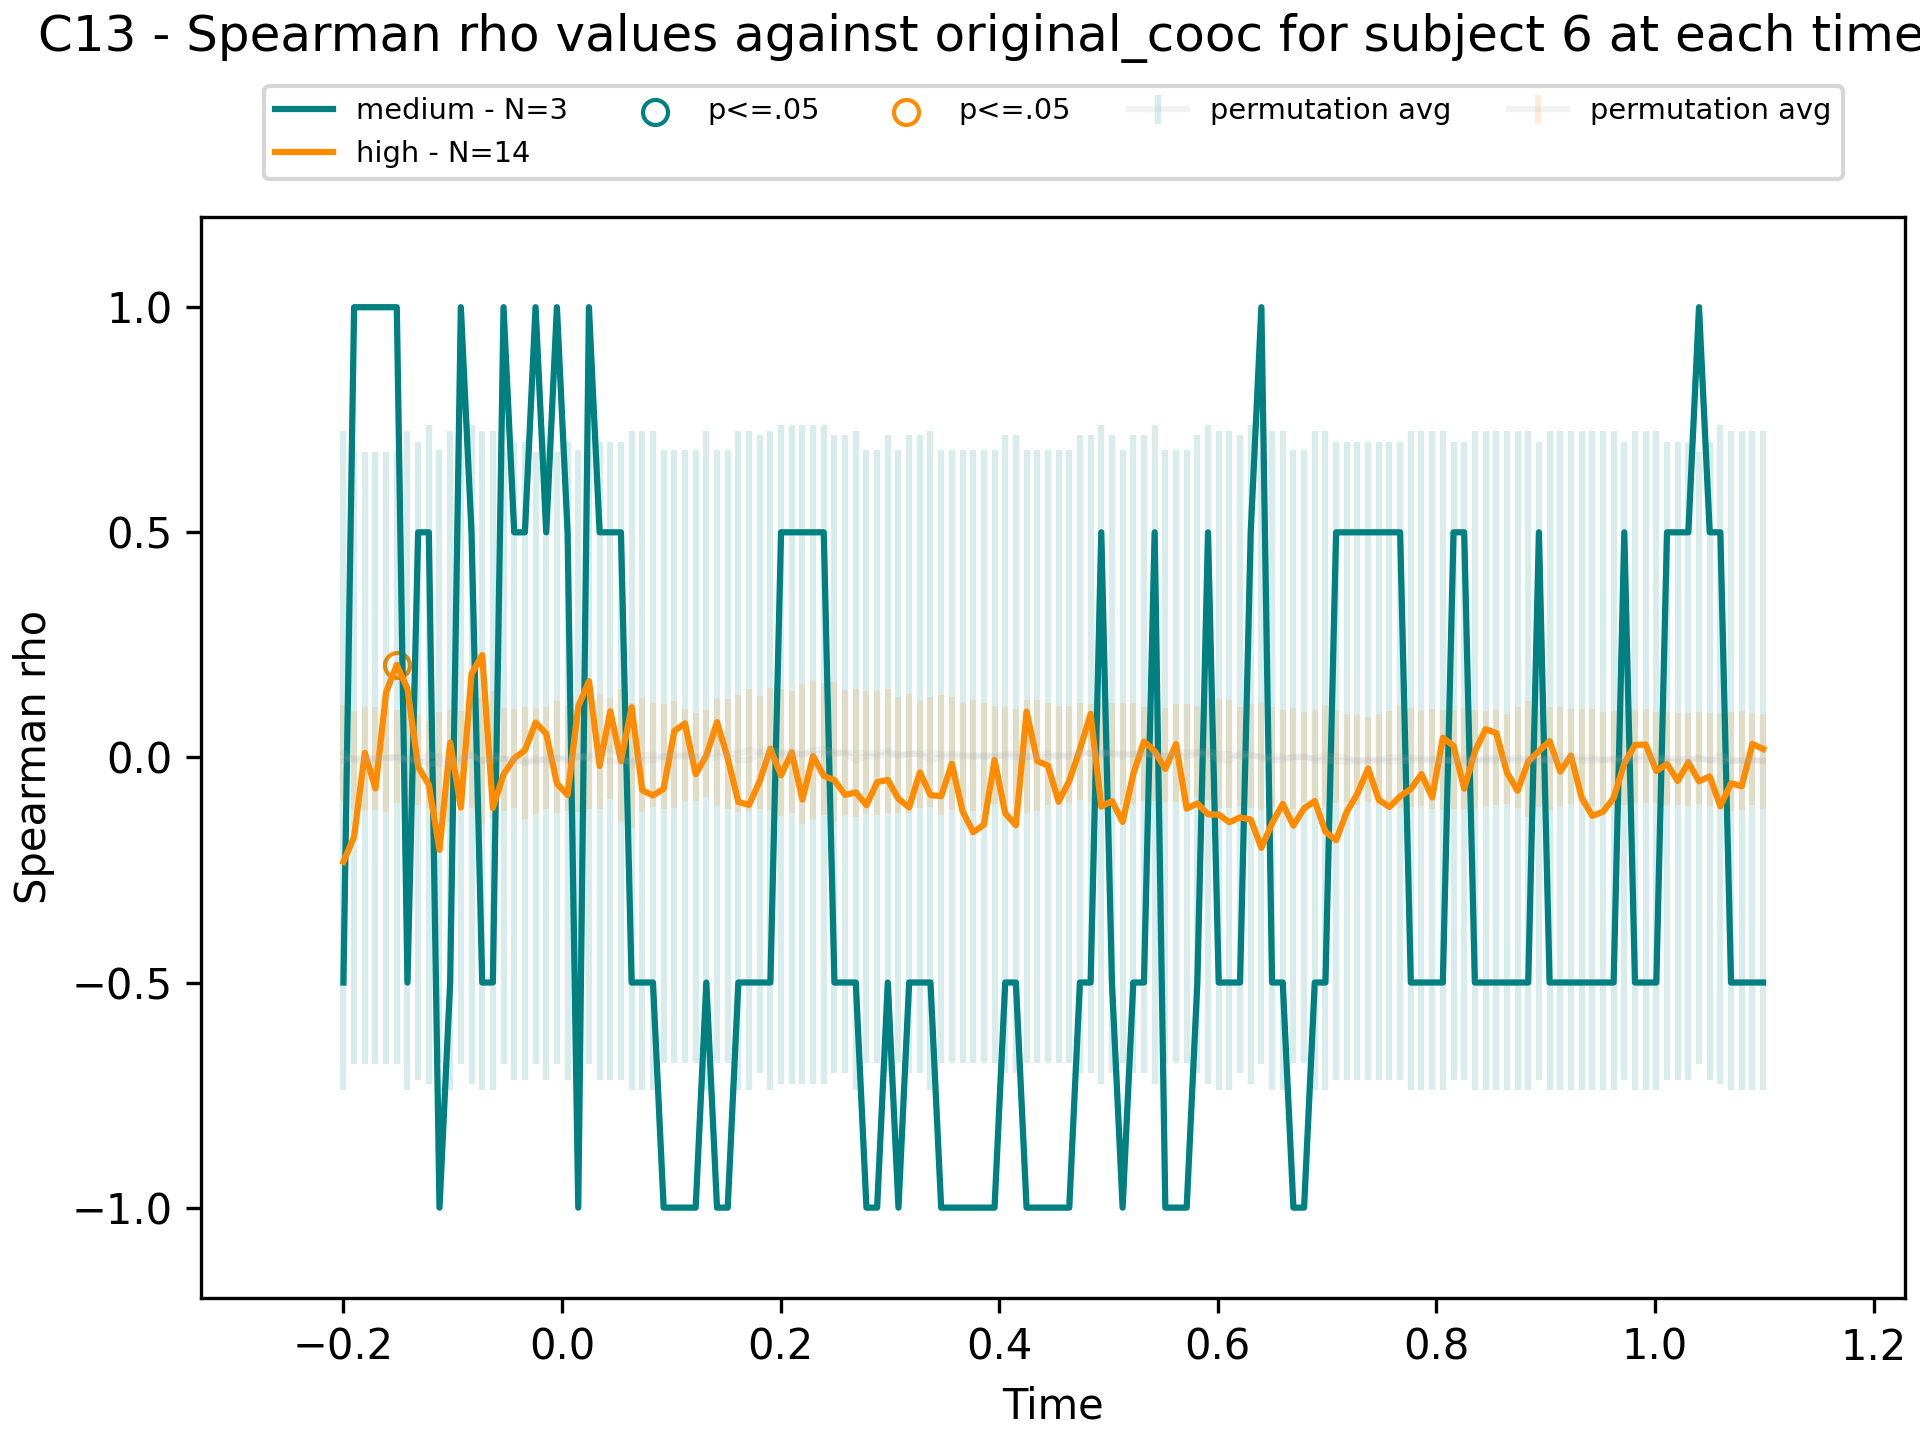 C13 - Spearman rho values against original_cooc for subject 6 at each time
medium - N=3
high - N=14
p<=.05
p<=.05
permutation avg
permutation avg
1.0
0.5
0.0
−0.5
−1.0
Spearman rho
−0.2 0.0 0.2 0.4 0.6 0.8 1.0 1.2
Time